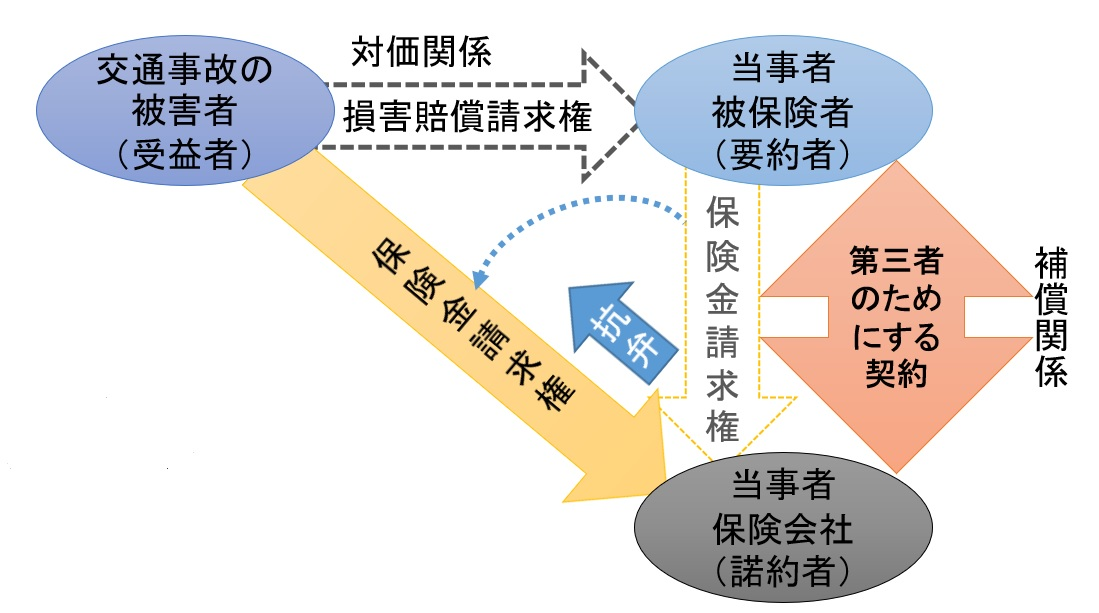 交通事故の
被害者
（受益者）
対価関係
損害賠償請求権
当事者
被保険者
（要約者）
保険金請求権
抗弁
保険金請求権
第三者
のため
にする
契約
補償関係
当事者
保険会社
（諾約者）